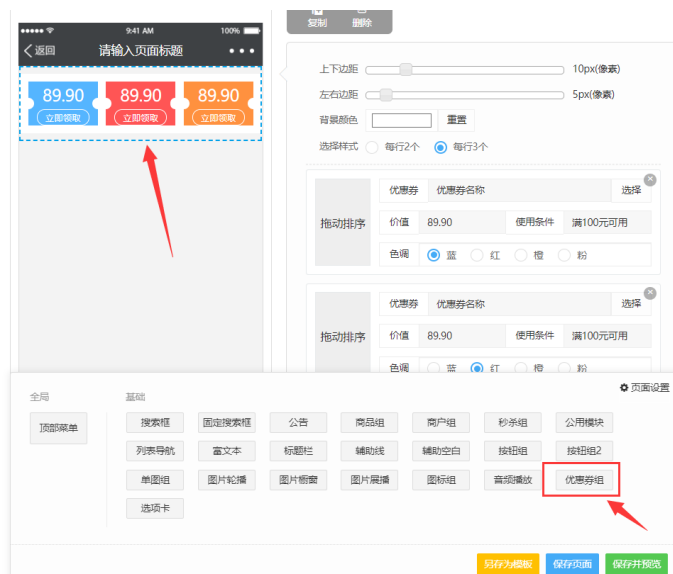 复制 删除
9:41 AM 100%
返回 请输入页面标题
89.90 89.90 89.90
立即领取 立即领取 立即领取
上下边距 10px(像素)
左右边距 5px(像素)
背景颜色 重置
选择样式 每行2个 每行3个
拖动排序
优惠券 优惠券名称 选择
价值 89.90 使用条件 满100元可用
色调 蓝 红 橙 粉
拖动排序
优惠券 优惠券名称 选择
价值 89.90 使用条件 满100元可用
色调 蓝 红 橙 粉
页面设置
全局 基础
顶部菜单
搜索框 固定搜索框 公告 商品组 商户组 秒杀组 公用模块
列表导航 富文本 标题栏 辅助线 辅助空白 按钮组 按钮组2
单图组 图片轮播 图片橱窗 图片展播 图标组 音频播放 优惠券组
选项卡
另存为模板 保存页面 保存并预览